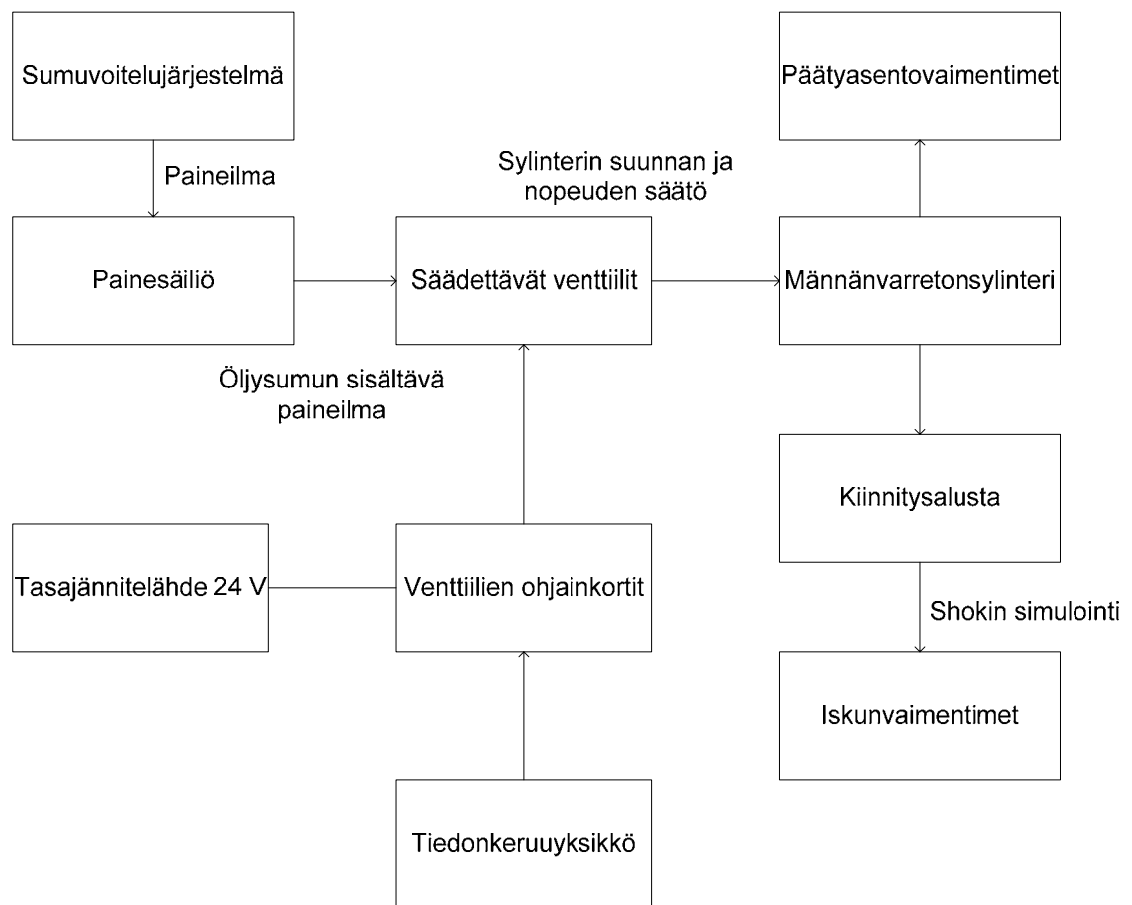 Sumuvoitelujärjestelmä
Päätyasentovaimentimet
Paineilma
Sylinterin suunnan ja
nopeuden säätö
Painesäiliö
Säädettävät venttiilit
Männänvarretonsylinteri
Öljysumun sisältävä
paineilma
Kiinnitysalusta
Tasajännitelähde 24 V
Venttiilien ohjainkortit
Shokin simulointi
Iskunvaimentimet
Tiedonkeruuyksikkö